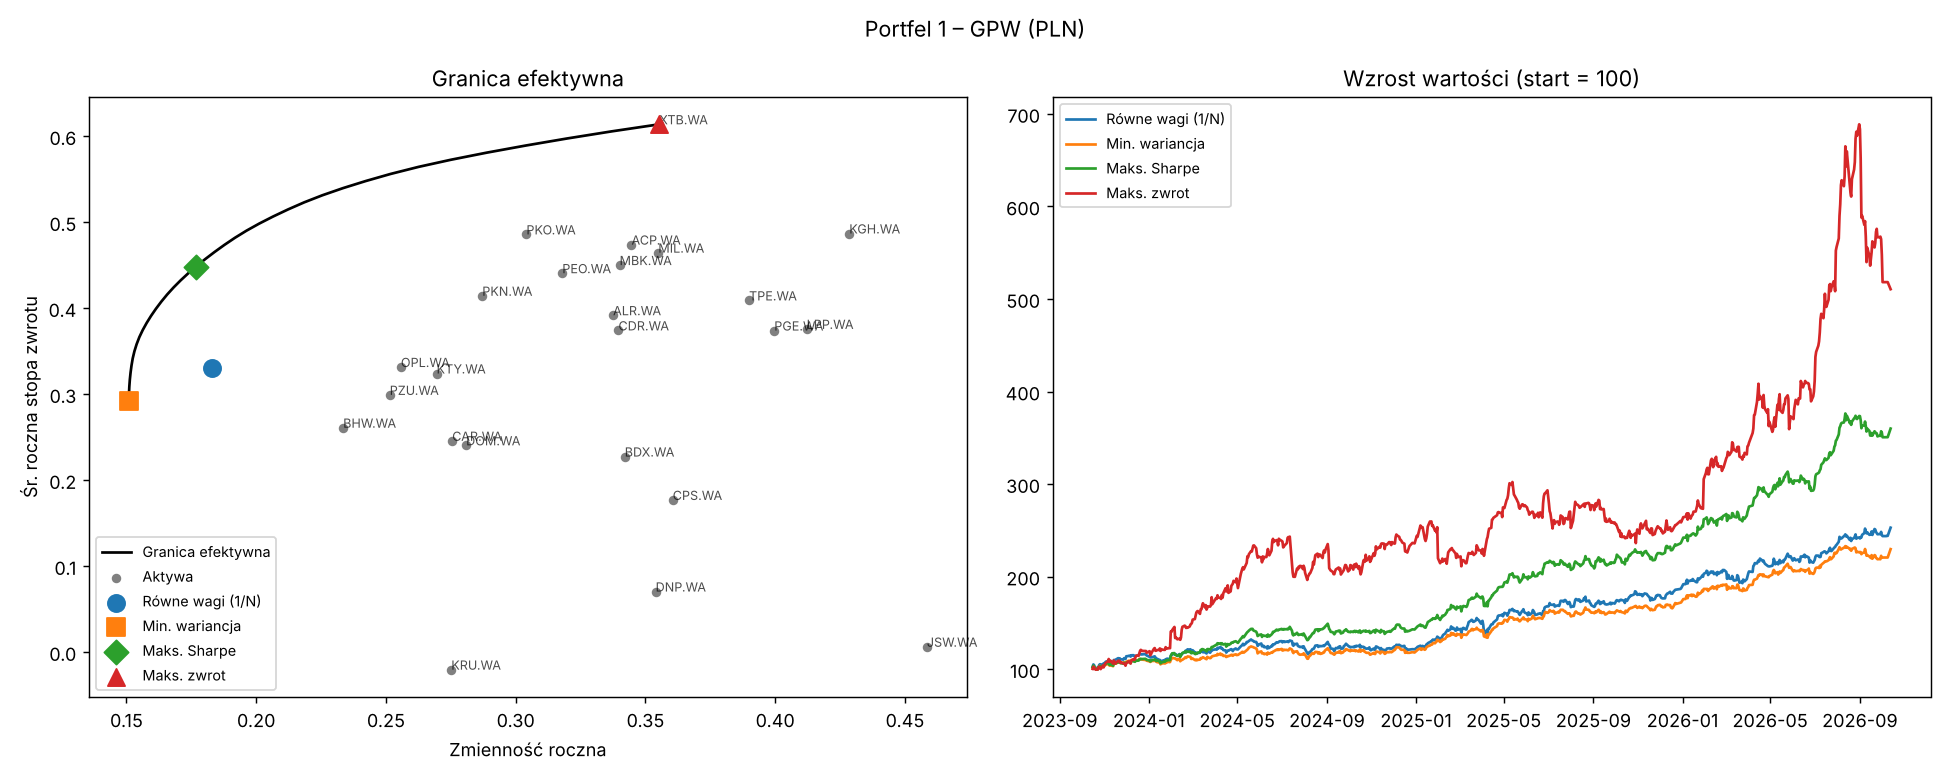 Portfel 1 – GPW (PLN)
Granica efektywna
Śr. roczna stopa zwrotu
0.6
0.5
0.4
0.3
0.2
0.1
0.0
XTB.WA
PKO.WA
ACP.WA
MIL.WA
KGH.WA
MBK.WA
PEO.WA
PKN.WA
TPE.WA
ALR.WA
CDR.WA
PGE.WA
LPP.WA
OPL.WA
KTY.WA
PZU.WA
BHW.WA
CAR.WA
DOM.WA
BDX.WA
CPS.WA
DNP.WA
JSW.WA
KRU.WA
Granica efektywna
Aktywa
Równe wagi (1/N)
Min. wariancja
Maks. Sharpe
Maks. zwrot
0.15 0.20 0.25 0.30 0.35 0.40 0.45
Zmienność roczna
Wzrost wartości (start = 100)
Równe wagi (1/N)
Min. wariancja
Maks. Sharpe
Maks. zwrot
700
600
500
400
300
200
100
2023-09 2024-01 2024-05 2024-09 2025-01 2025-05 2025-09 2026-01 2026-05 2026-09